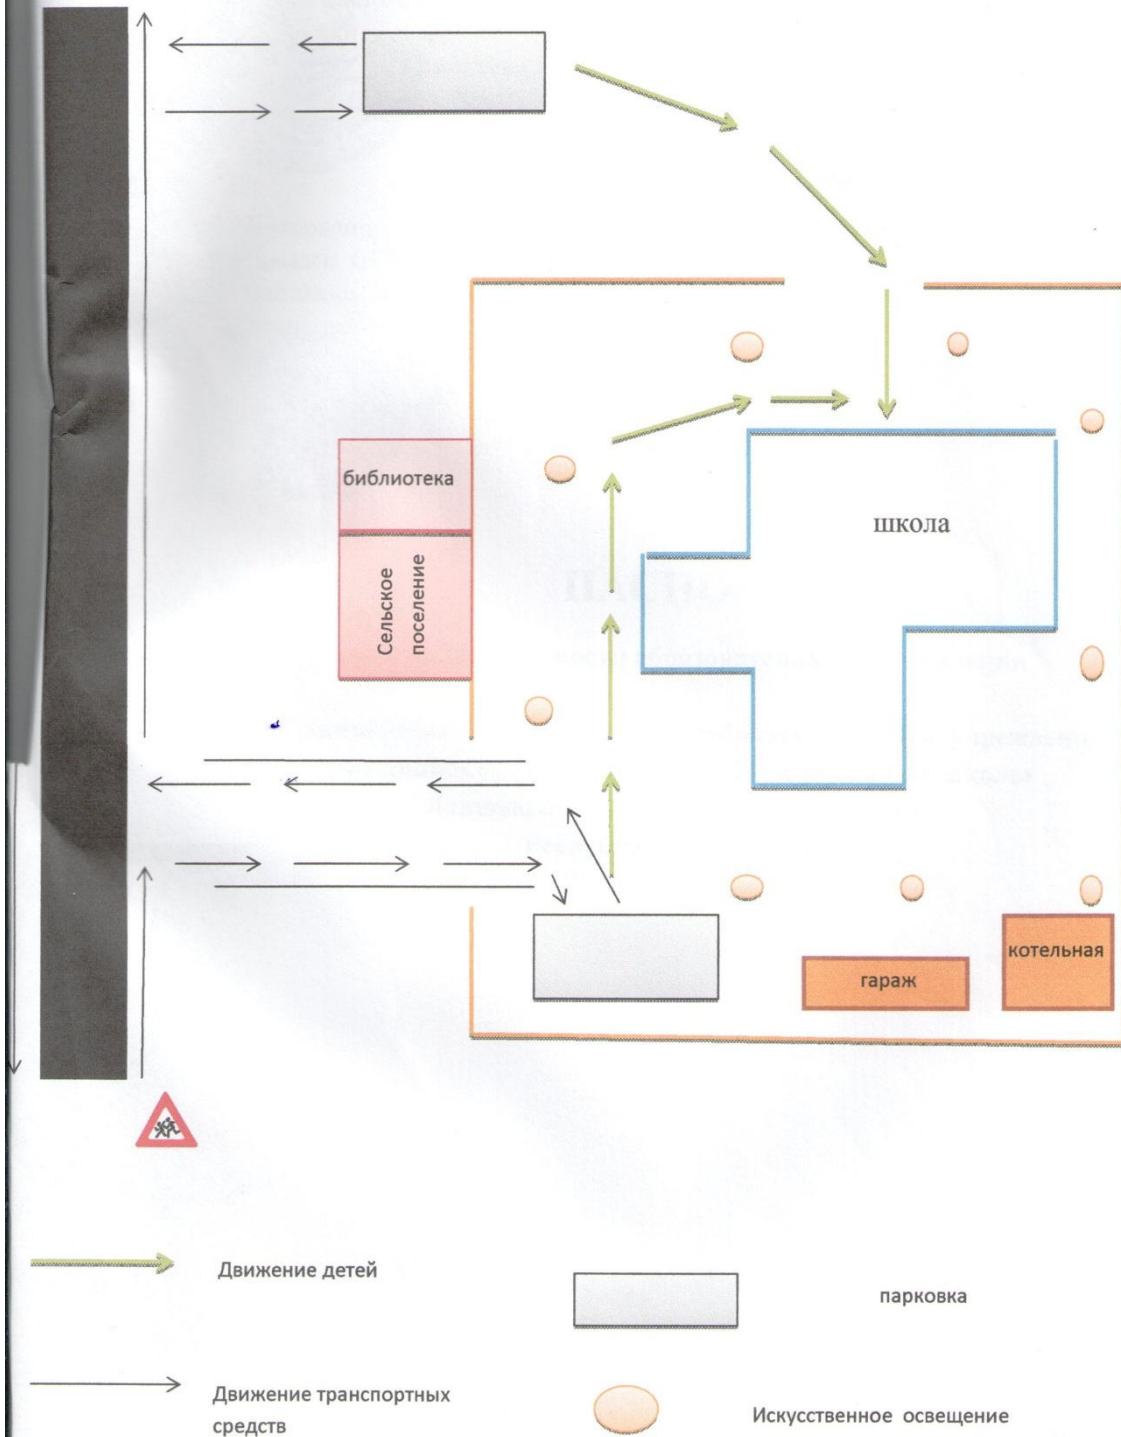 библиотека
школа
Сельское
поселение
котельная
гараж
Движение детей
парковка
Движение транспортных
средств
Искусственное освещение